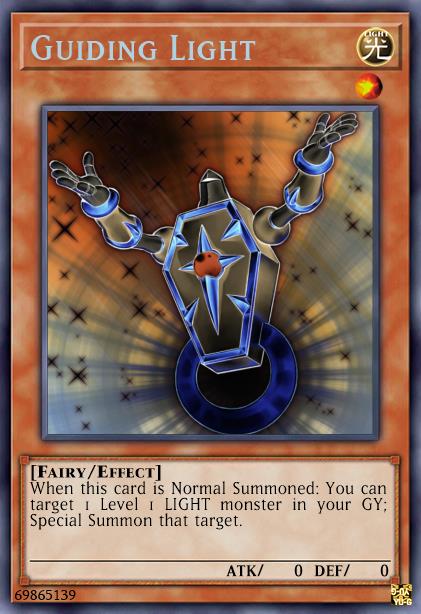 Guiding Light
LIGHT
光
[Fairy/Effect]
When this card is Normal Summoned: You can
target 1 Level 1 LIGHT monster in your GY;
Special Summon that target.
ATK/ 0 DEF/ 0
69865139